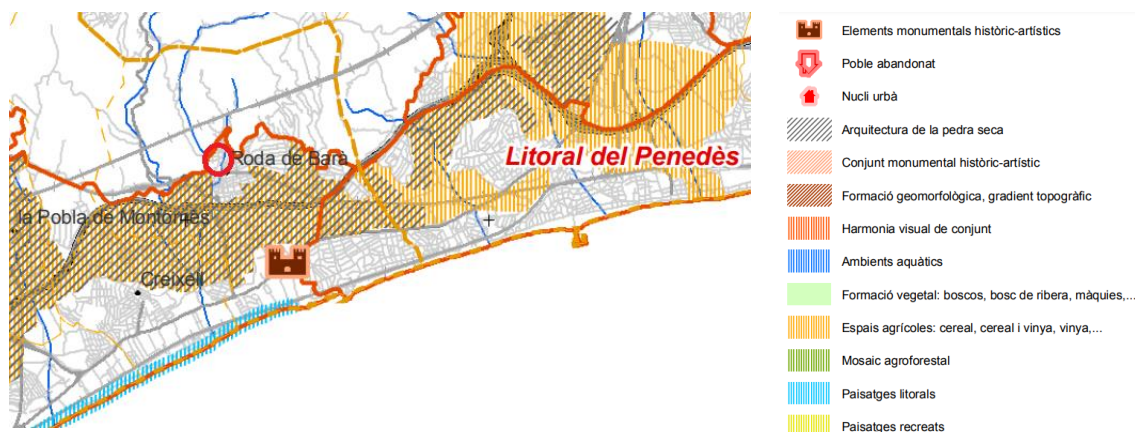 Roda de Barà
Litoral del Penedès
la Pobla de Montornès
Creixell
Elements monumentals històric-artístics
Poble abandonat
Nucli urbà
Arquitectura de la pedra seca
Conjunt monumental històric-artístic
Formació geomorfològica, gradient topogràfic
Harmonia visual de conjunt
Ambients aquàtics
Formació vegetal: boscos, bosc de ribera, màquies,...
Espais agrícoles: cereal, cereal i vinya, vinya,...
Mosaic agroforestal
Paisatges litorals
Paisatges recreats